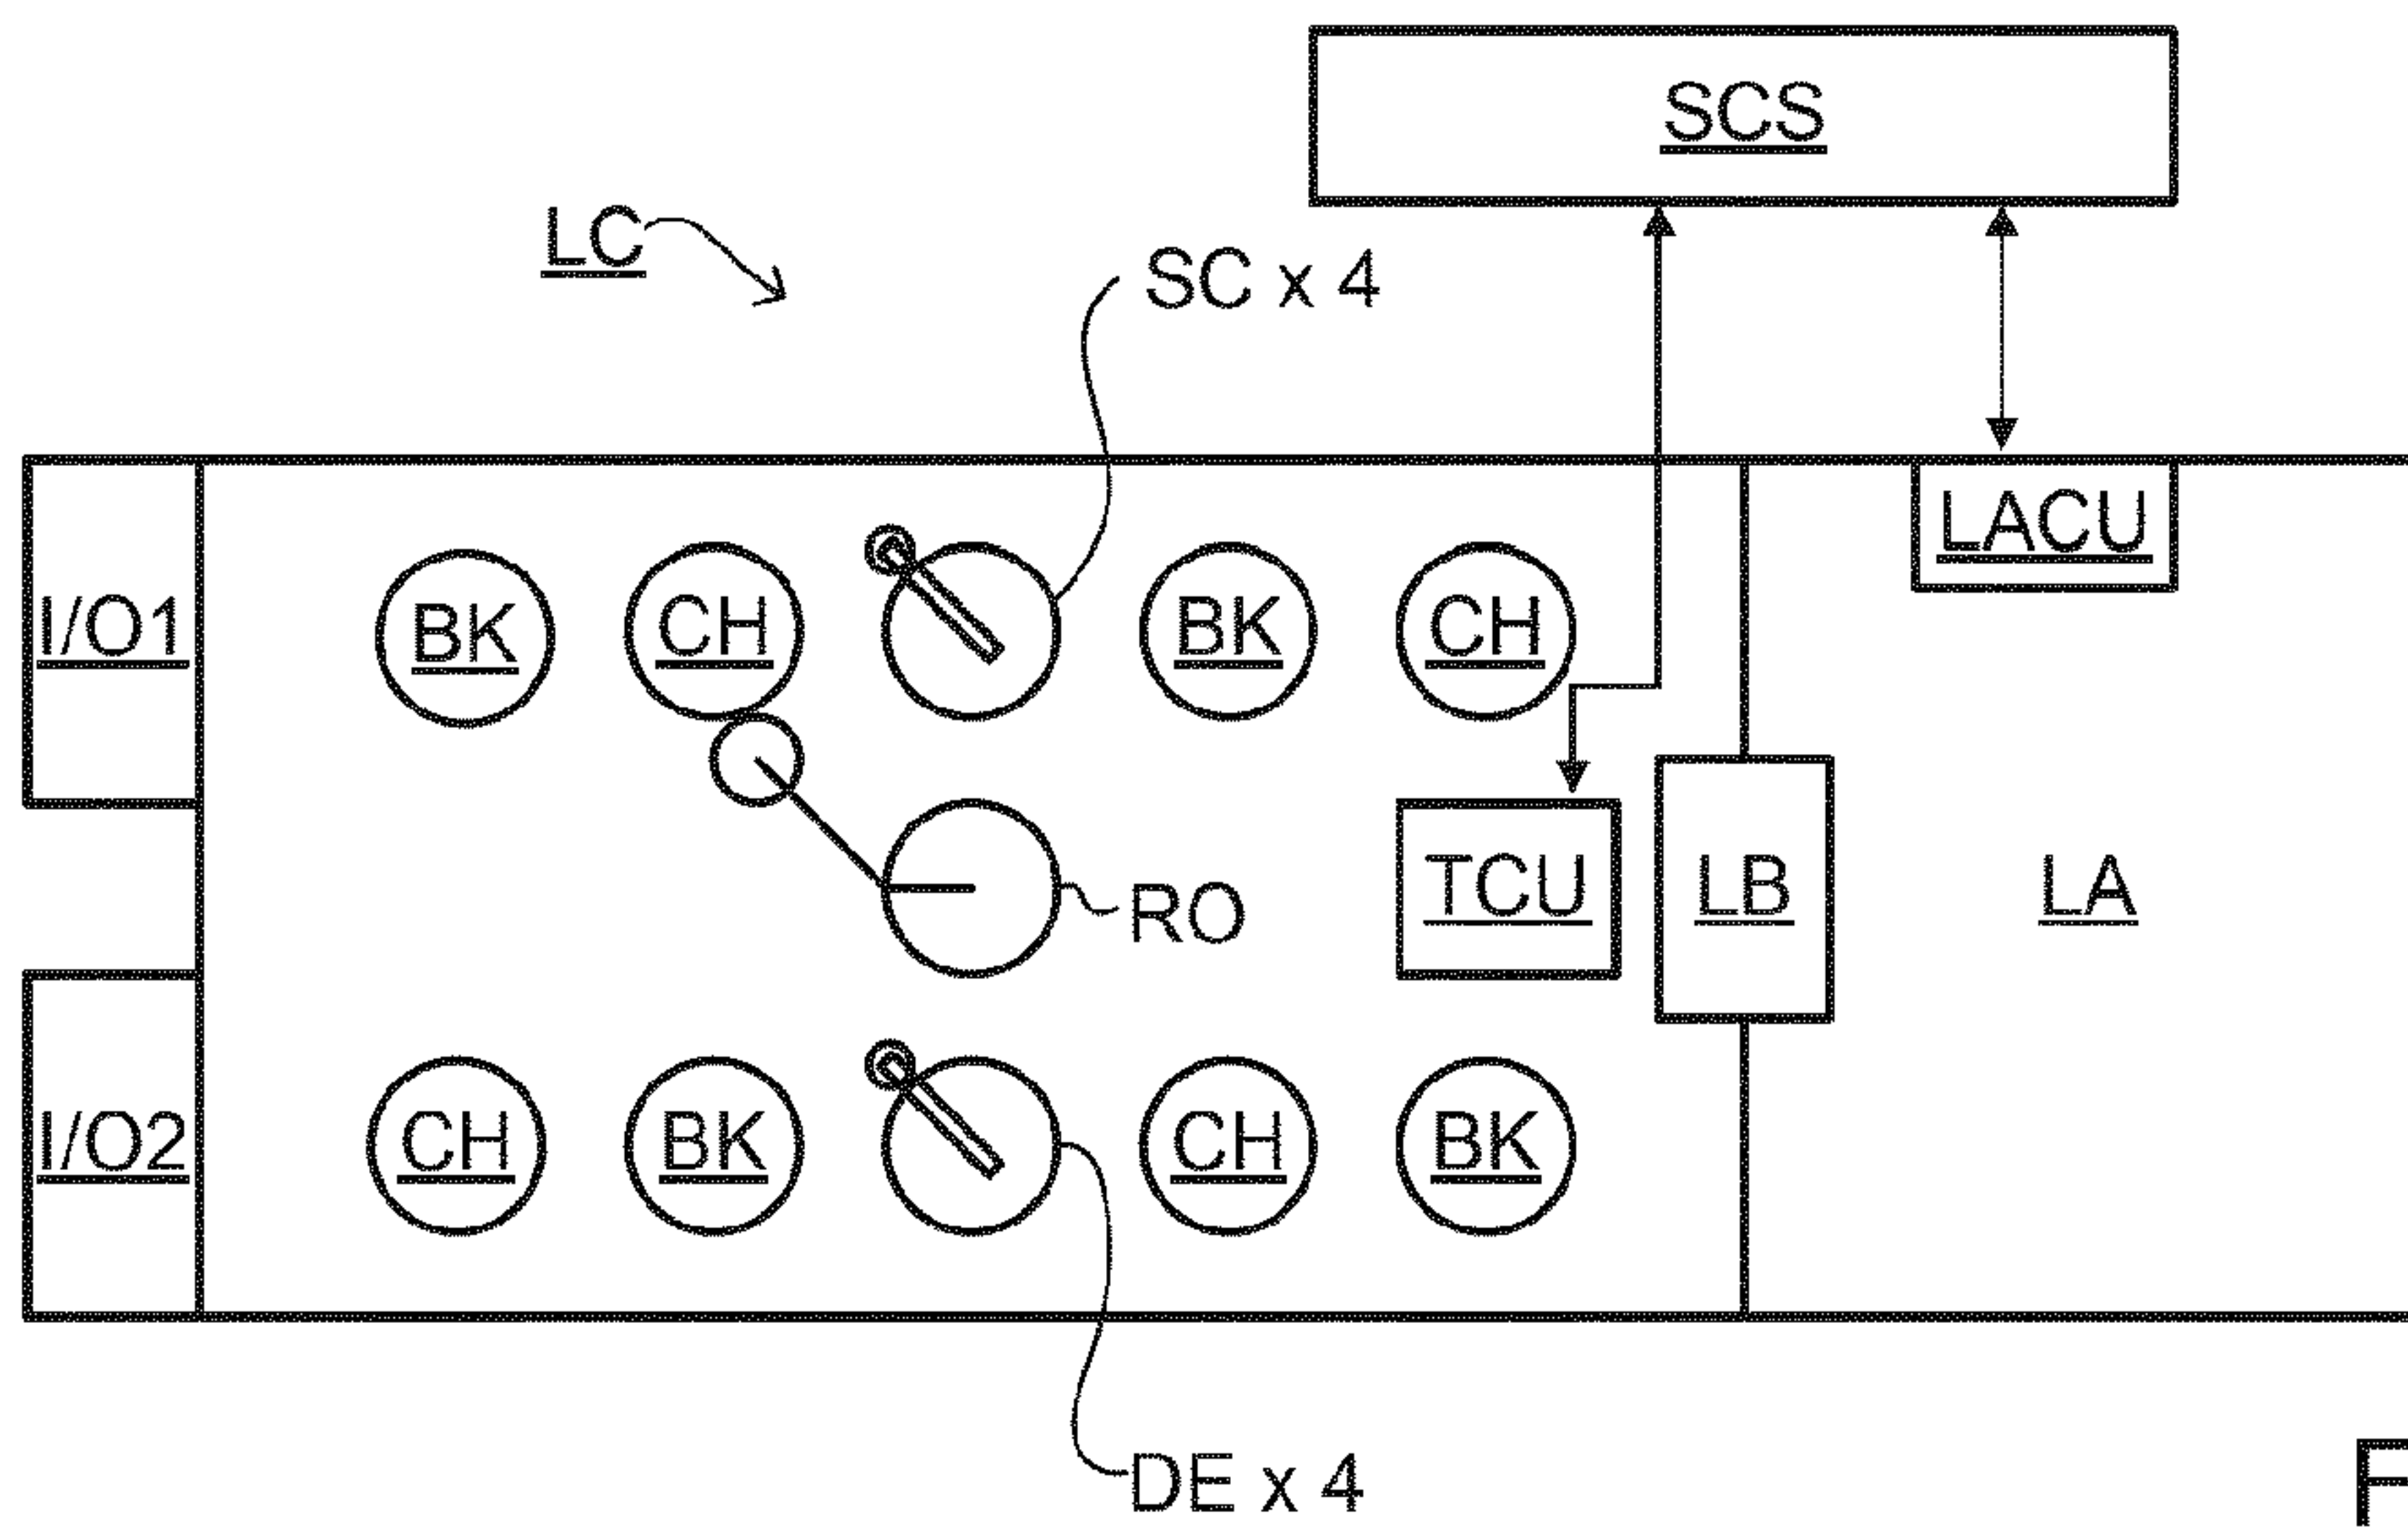 SCS
LC
SC x 4
LACU
I/O1
BK
CH
BK
CH
RO
TCU
LB
LA
I/O2
CH
BK
CH
BK
DE x 4
F